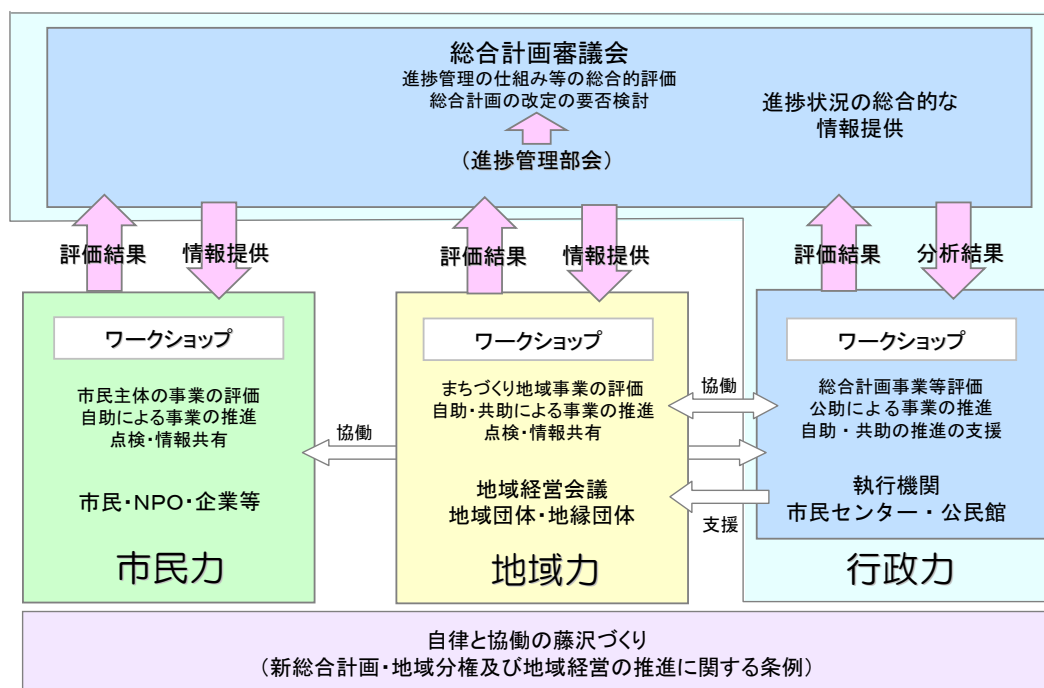 総合計画審議会
進捗管理の仕組み等の総合的評価
総合計画の改定の要否検討
(進捗管理部会)
進捗状況の総合的な
情報提供
評価結果
情報提供
評価結果
情報提供
評価結果
分析結果
ワークショップ
市民主体の事業の評価
自助による事業の推進
点検・情報共有
市民・NPO・企業等
市民力
協働
ワークショップ
まちづくり地域事業の評価
自助・共助による事業の推進
点検・情報共有
地域経営会議
地域団体・地縁団体
地域力
協働
支援
ワークショップ
総合計画事業等評価
公助による事業の推進
自助・共助の推進の支援
執行機関
市民センター・公民館
行政力
自律と協働の藤沢づくり
(新総合計画・地域分権及び地域経営の推進に関する条例)